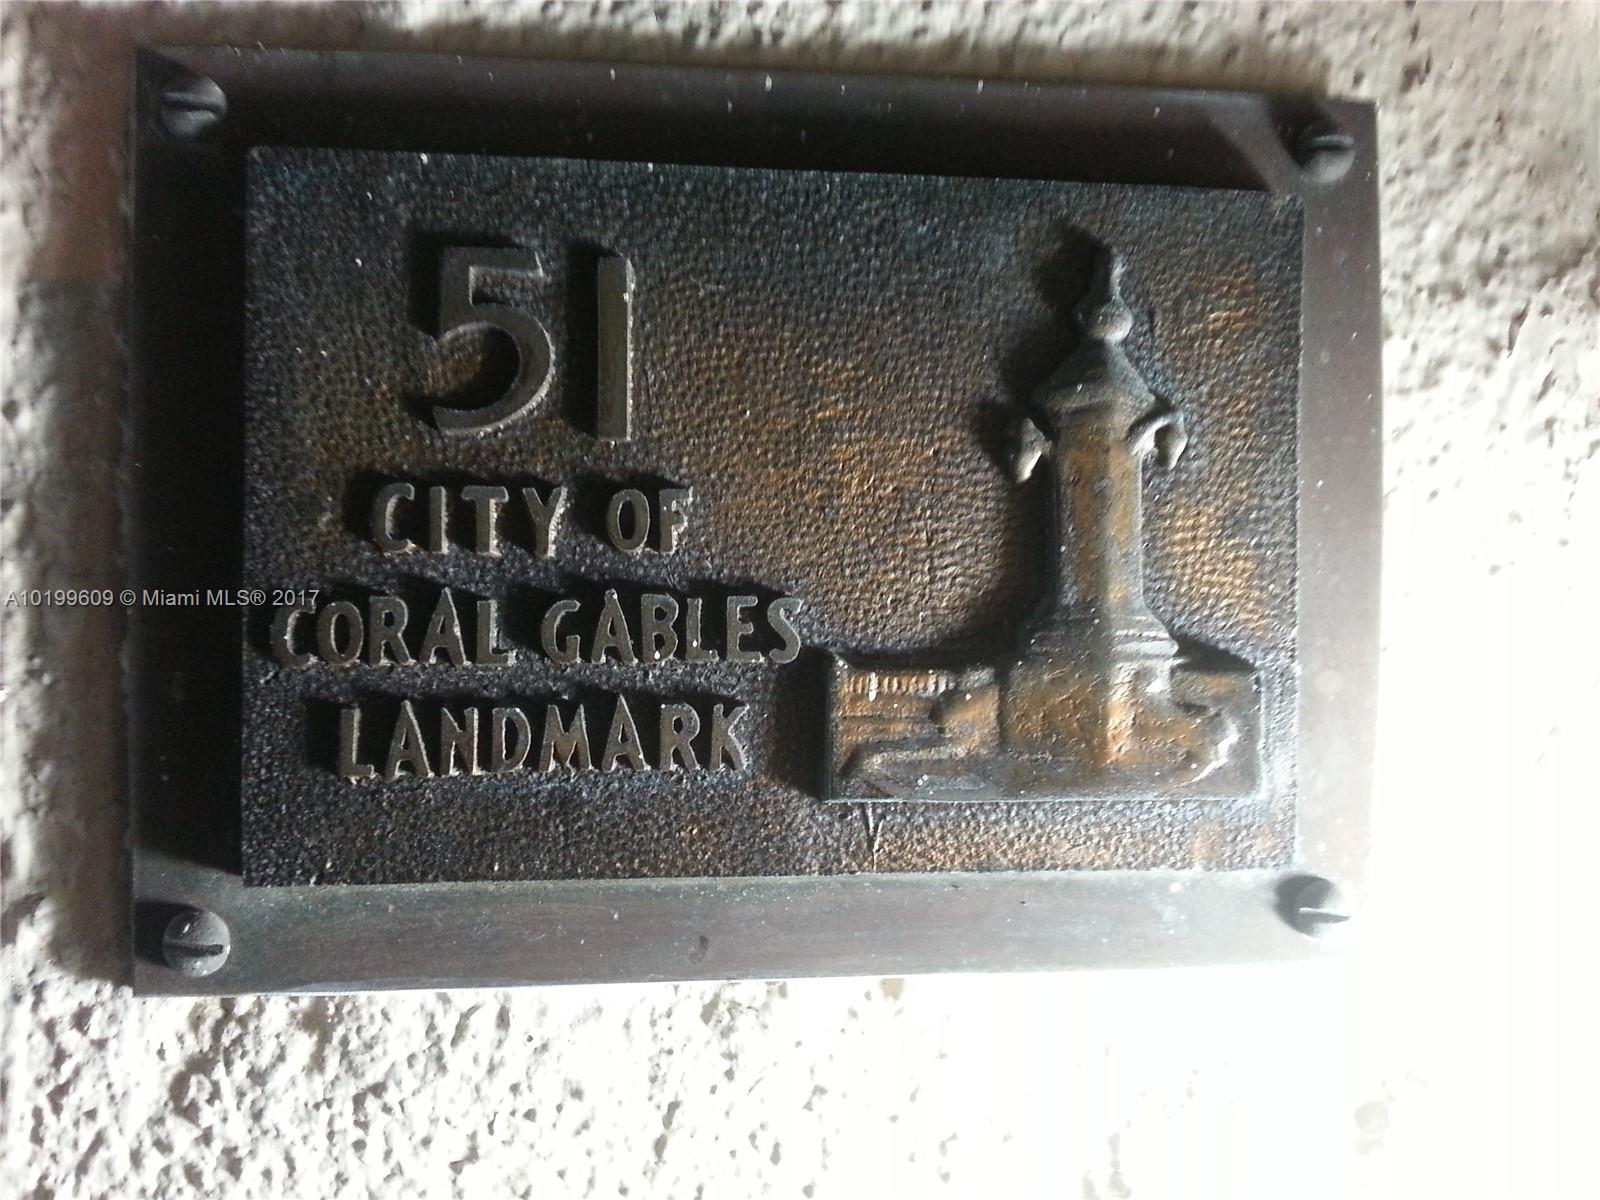 51
CITY OF
CORAL GABLES
LANDMARK
A10199609 © Miami MLS® 2017